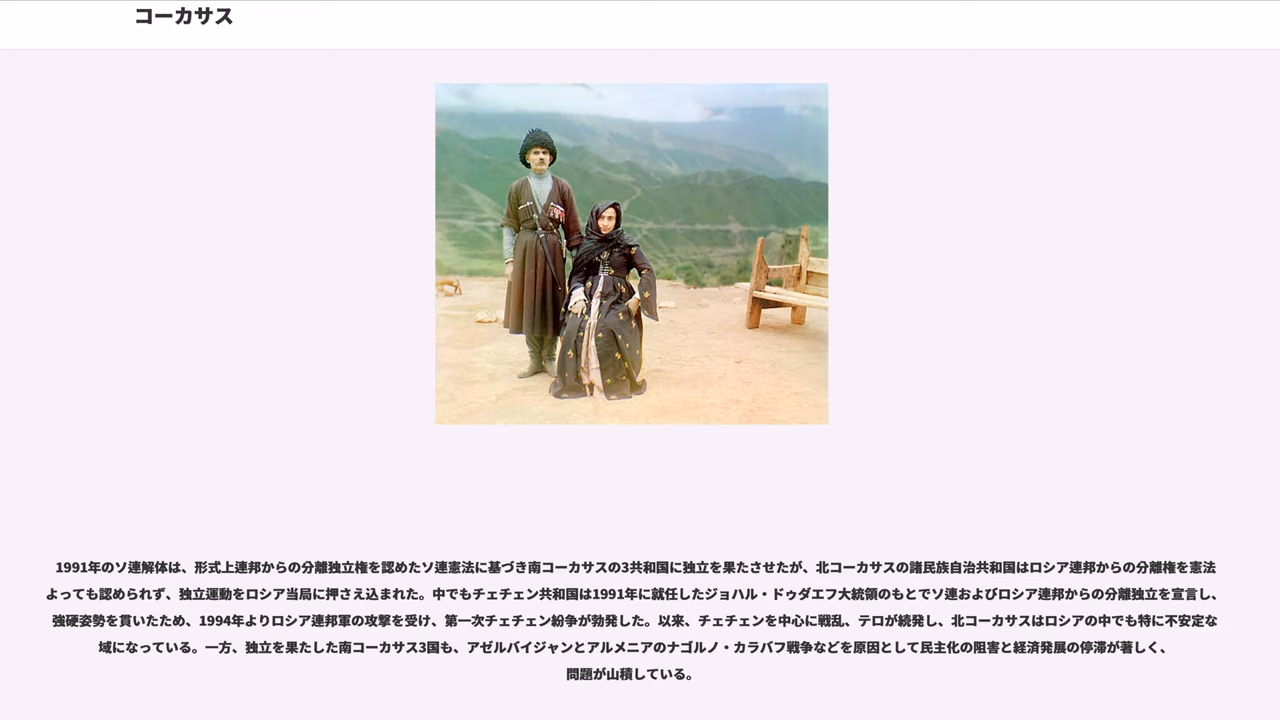 コーカサス
1991年のソ連解体は、形式上連邦からの分離独立権を認めたソ連憲法に基づき南コーカサスの3共和国に独立を果たさせたが、北コーカサスの諸民族自治共和国はロシア連邦からの分離権を憲法
よっても認められず、独立運動をロシア当局に押さえ込まれた。中でもチェチェン共和国は1991年に就任したジョハル・ドゥダエフ大統領のもとでソ連およびロシア連邦からの分離独立を宣言し、
強硬姿勢を貫いたため、1994年よりロシア連邦軍の攻撃を受け、第一次チェチェン紛争が勃発した。以来、チェチェンを中心に戦乱、テロが続発し、北コーカサスはロシアの中でも特に不安定な
域になっている。一方、独立を果たした南コーカサス3国も、アゼルバイジャンとアルメニアのナゴルノ・カラバフ戦争などを原因として民主化の阻害と経済発展の停滞が著しく、
問題が山積している。